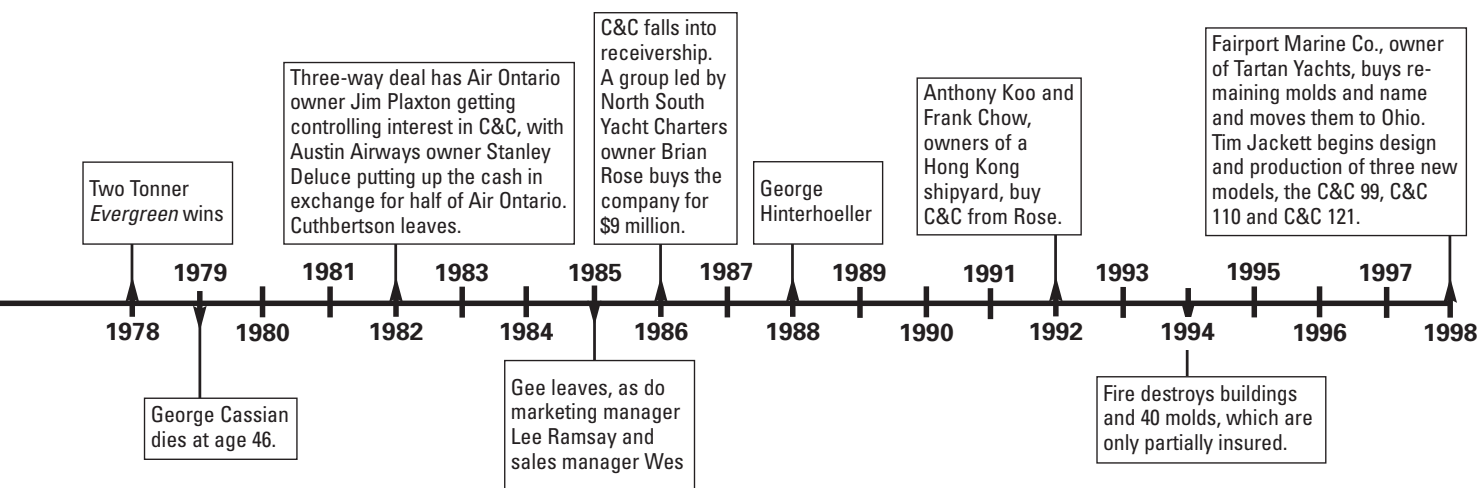 C&C falls into
receivership.
A group led by
North South
Yacht Charters
owner Brian
Rose buys the
company for
$9 million.
Fairport Marine Co., owner
of Tartan Yachts, buys re-
maining molds and name
and moves them to Ohio.
Tim Jackett begins design
and production of three new
models, the C&C 99, C&C
110 and C&C 121.
Three-way deal has Air Ontario
owner Jim Plaxton getting
controlling interest in C&C, with
Austin Airways owner Stanley
Deluce putting up the cash in
exchange for half of Air Ontario.
Cuthbertson leaves.
Anthony Koo and
Frank Chow,
owners of a
Hong Kong
shipyard, buy
C&C from Rose.
Two Tonner
Evergreen wins
George
Hinterhoeller
1979 1981 1983 1985 1987 1989 1991 1993 1995 1997
1978 1980 1982 1984 1986 1988 1990 1992 1994 1996 1998
George Cassian
dies at age 46.
Gee leaves, as do
marketing manager
Lee Ramsay and
sales manager Wes
Fire destroys buildings
and 40 molds, which are
only partially insured.